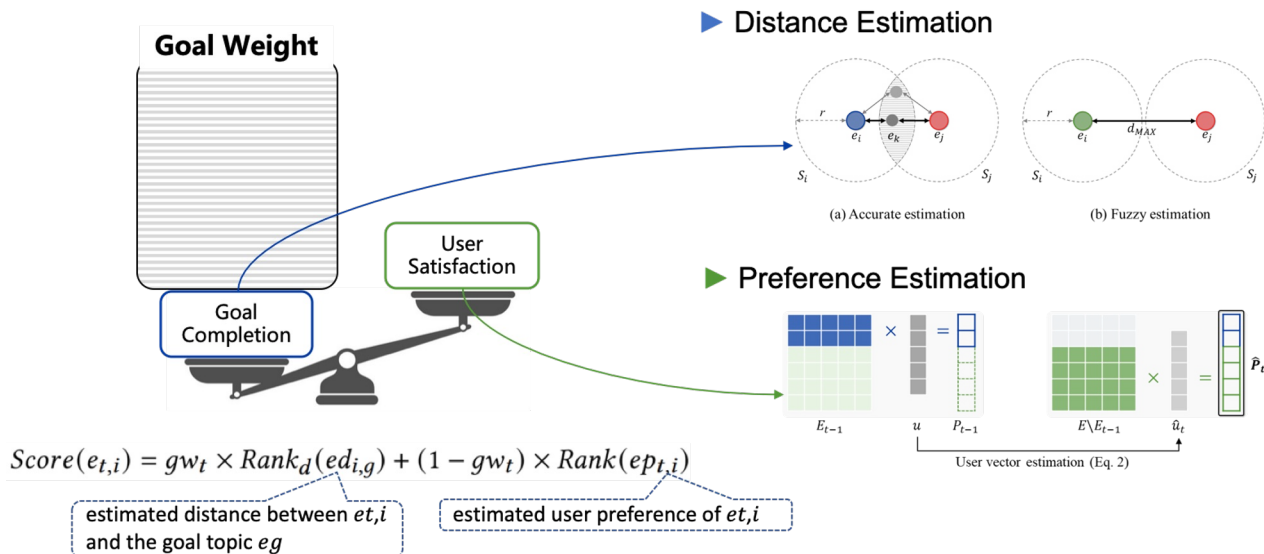 Goal Weight
Goal
Completion
User
Satisfaction
Score(e_{t,i}) = gw_t × Rank_d(ed_{i,g}) + (1 − gw_t) × Rank(ep_{t,i})
estimated distance between et,i
and the goal topic eg
estimated user preference of et,i
Distance Estimation
r
e_i
e_k
e_j
S_i
S_j
(a) Accurate estimation
r
e_i
d_{MAX}
e_j
S_i
S_j
(b) Fuzzy estimation
Preference Estimation
× =
E_{t−1} u P_{t−1}
× = P̂_t
E\E_{t−1} û_t
User vector estimation (Eq. 2)